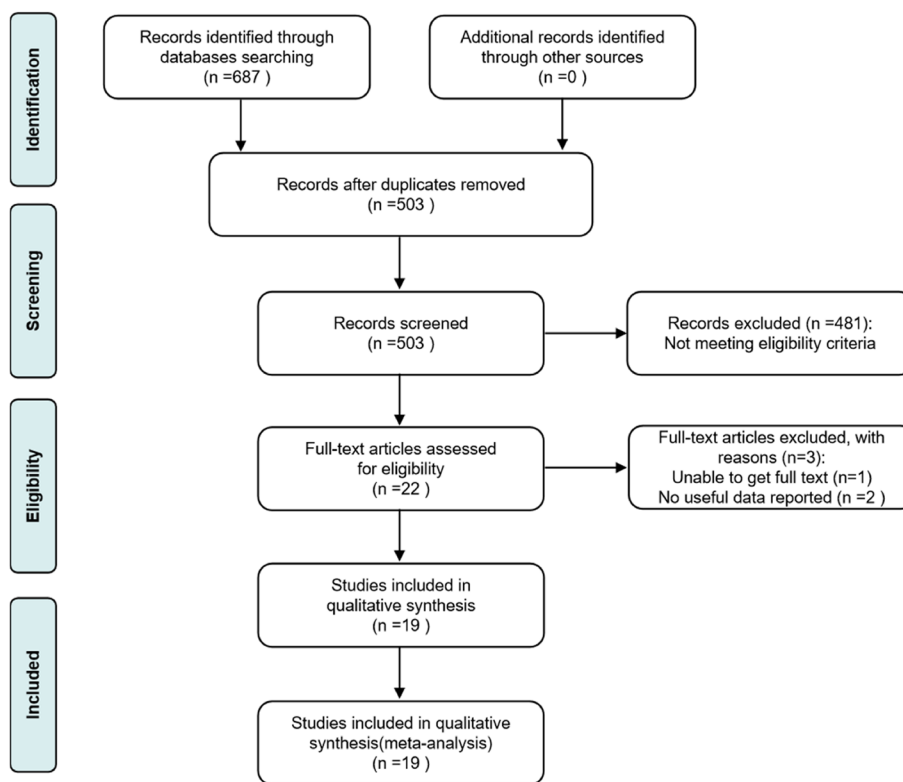 Identification
Records identified through
databases searching
(n =687 )
Additional records identified
through other sources
(n =0 )
Records after duplicates removed
(n =503 )
Screening
Records screened
(n =503 )
Records excluded (n =481):
Not meeting eligibility criteria
Eligibility
Full-text articles assessed
for eligibility
(n =22 )
Full-text articles excluded, with
reasons (n=3):
Unable to get full text (n=1)
No useful data reported (n =2 )
Studies included in
qualitative synthesis
(n =19 )
Included
Studies included in qualitative
synthesis(meta-analysis)
(n =19 )